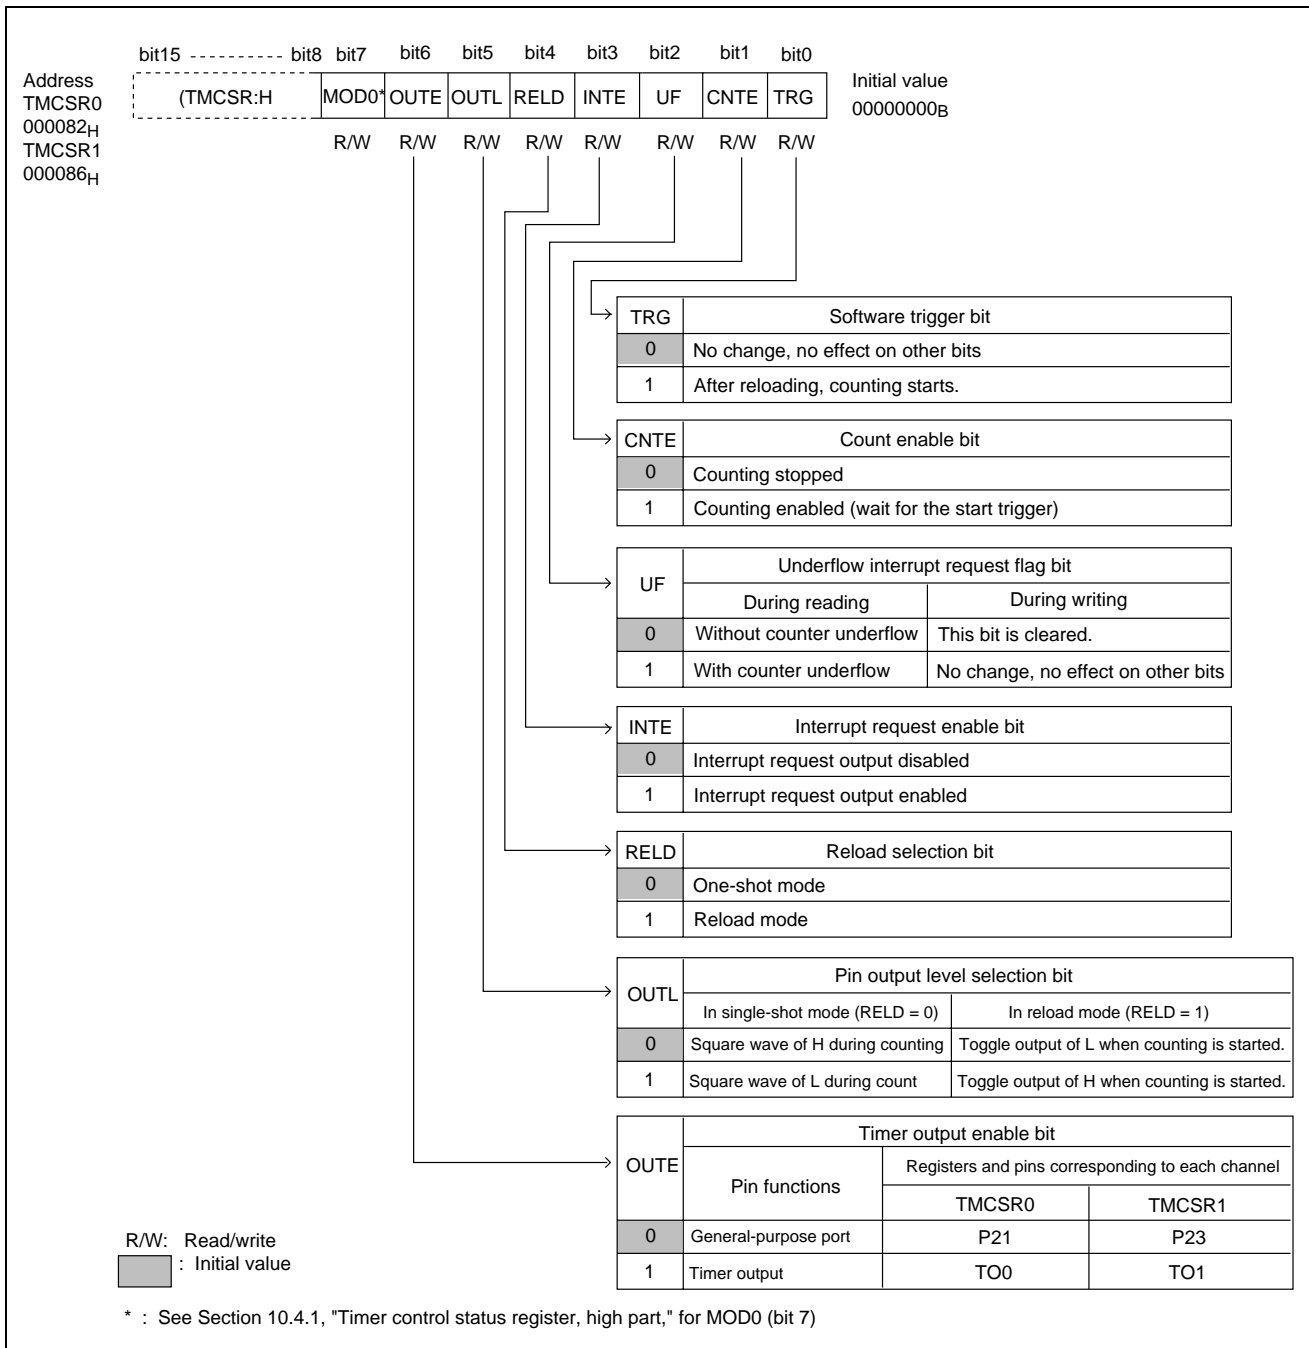 bit15 ---------- bit8 bit7 bit6 bit5 bit4 bit3 bit2 bit1 bit0
Address
TMCSR0
000082H
TMCSR1
000086H
(TMCSR:H MOD0* OUTE OUTL RELD INTE UF CNTE TRG
Initial value
00000000B
R/W R/W R/W R/W R/W R/W R/W R/W
TRG Software trigger bit
0 No change, no effect on other bits
1 After reloading, counting starts.
CNTE Count enable bit
0 Counting stopped
1 Counting enabled (wait for the start trigger)
UF Underflow interrupt request flag bit
During reading During writing
0 Without counter underflow This bit is cleared.
1 With counter underflow No change, no effect on other bits
INTE Interrupt request enable bit
0 Interrupt request output disabled
1 Interrupt request output enabled
RELD Reload selection bit
0 One-shot mode
1 Reload mode
OUTL Pin output level selection bit
In single-shot mode (RELD = 0) In reload mode (RELD = 1)
0 Square wave of H during counting Toggle output of L when counting is started.
1 Square wave of L during count Toggle output of H when counting is started.
OUTE Timer output enable bit
Pin functions Registers and pins corresponding to each channel
TMCSR0 TMCSR1
0 General-purpose port P21 P23
1 Timer output TO0 TO1
R/W: Read/write
: Initial value
* : See Section 10.4.1, "Timer control status register, high part," for MOD0 (bit 7)